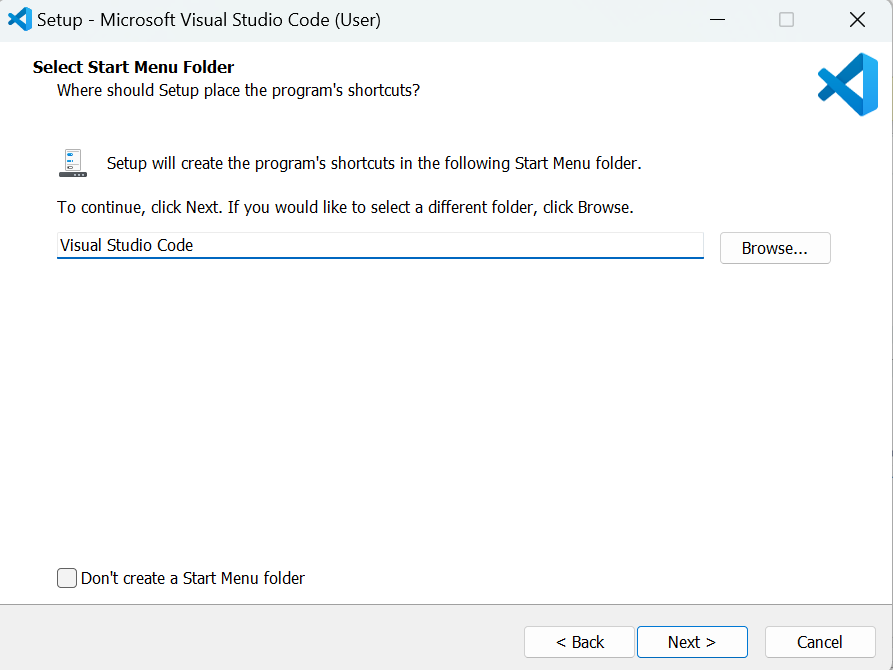 Setup - Microsoft Visual Studio Code (User)
Select Start Menu Folder
Where should Setup place the program's shortcuts?
Setup will create the program's shortcuts in the following Start Menu folder.
To continue, click Next. If you would like to select a different folder, click Browse.
Visual Studio Code
Browse...
Don't create a Start Menu folder
< Back
Next >
Cancel